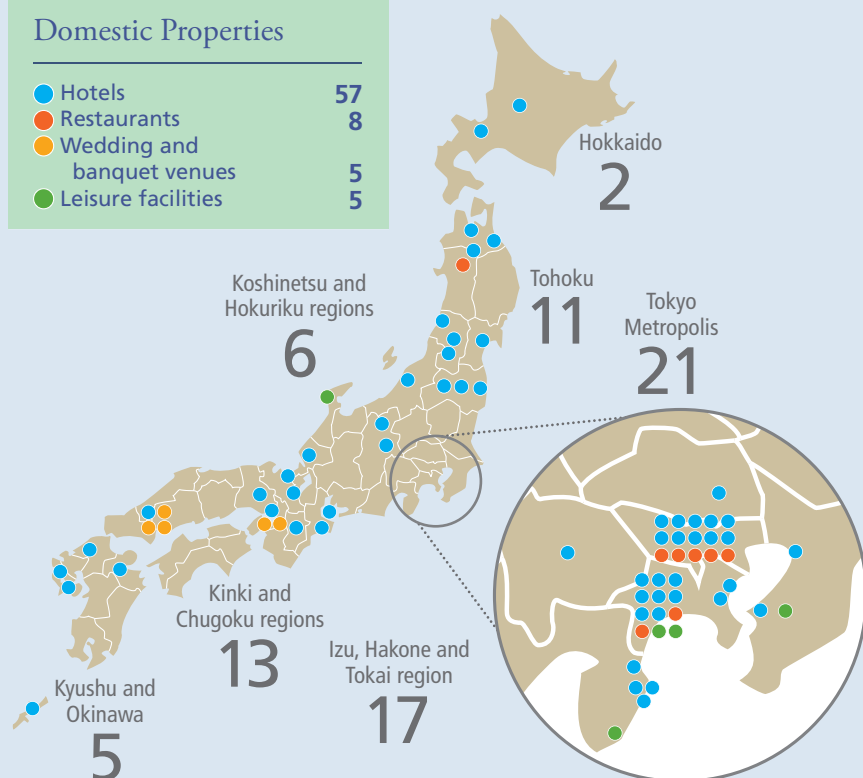 Domestic Properties
Hotels 57
Restaurants 8
Wedding and
banquet venues 5
Leisure facilities 5
Hokkaido
2
Tohoku
11
Koshinetsu and
Hokuriku regions
6
Tokyo
Metropolis
21
Kinki and
Chugoku regions
13
Izu, Hakone and
Tokai region
17
Kyushu and
Okinawa
5